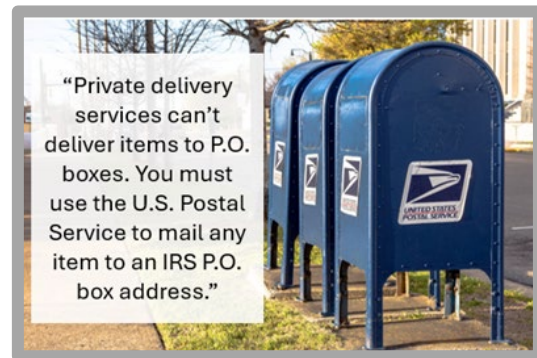 “Private delivery
services can’t
deliver items to P.O.
boxes. You must
use the U.S. Postal
Service to mail any
item to an IRS P.O.
box address.”
UNITED STATES
POSTAL SERVICE